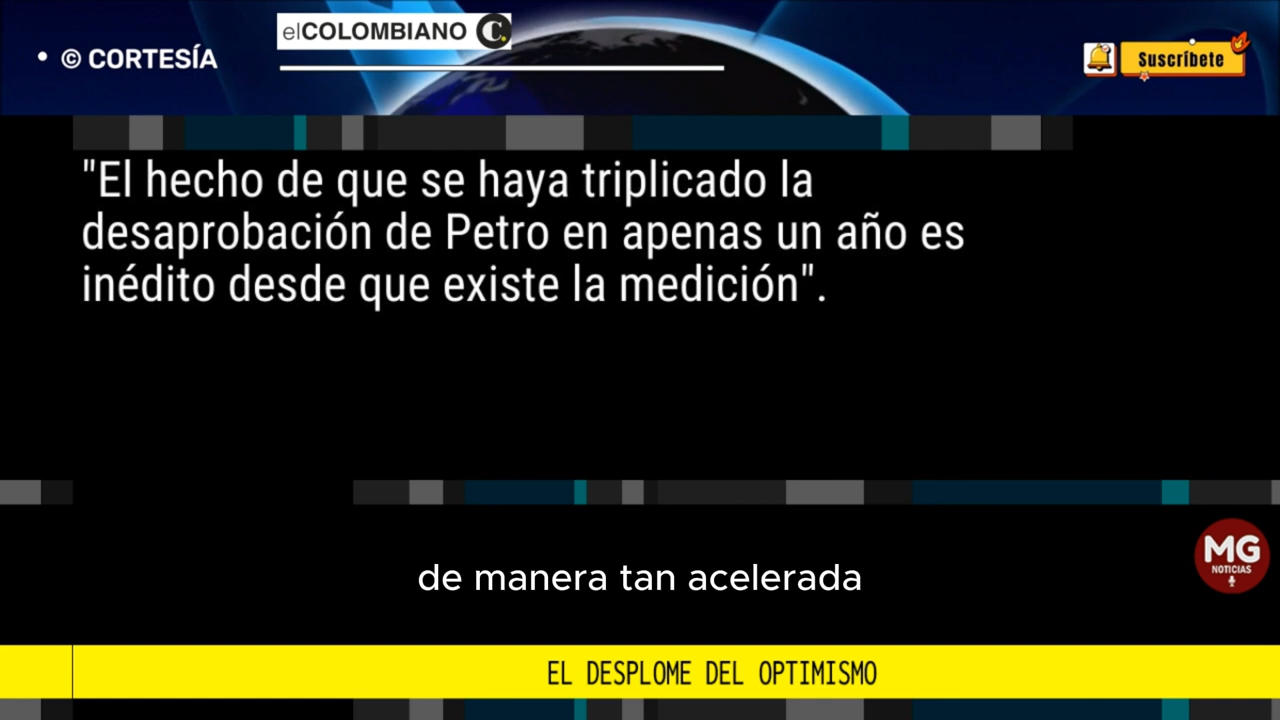 elCOLOMBIANO C.
• © CORTESÍA
Suscríbete
"El hecho de que se haya triplicado la
desaprobación de Petro en apenas un año es
inédito desde que existe la medición".
MG
NOTICIAS
de manera tan acelerada
EL DESPLOME DEL OPTIMISMO